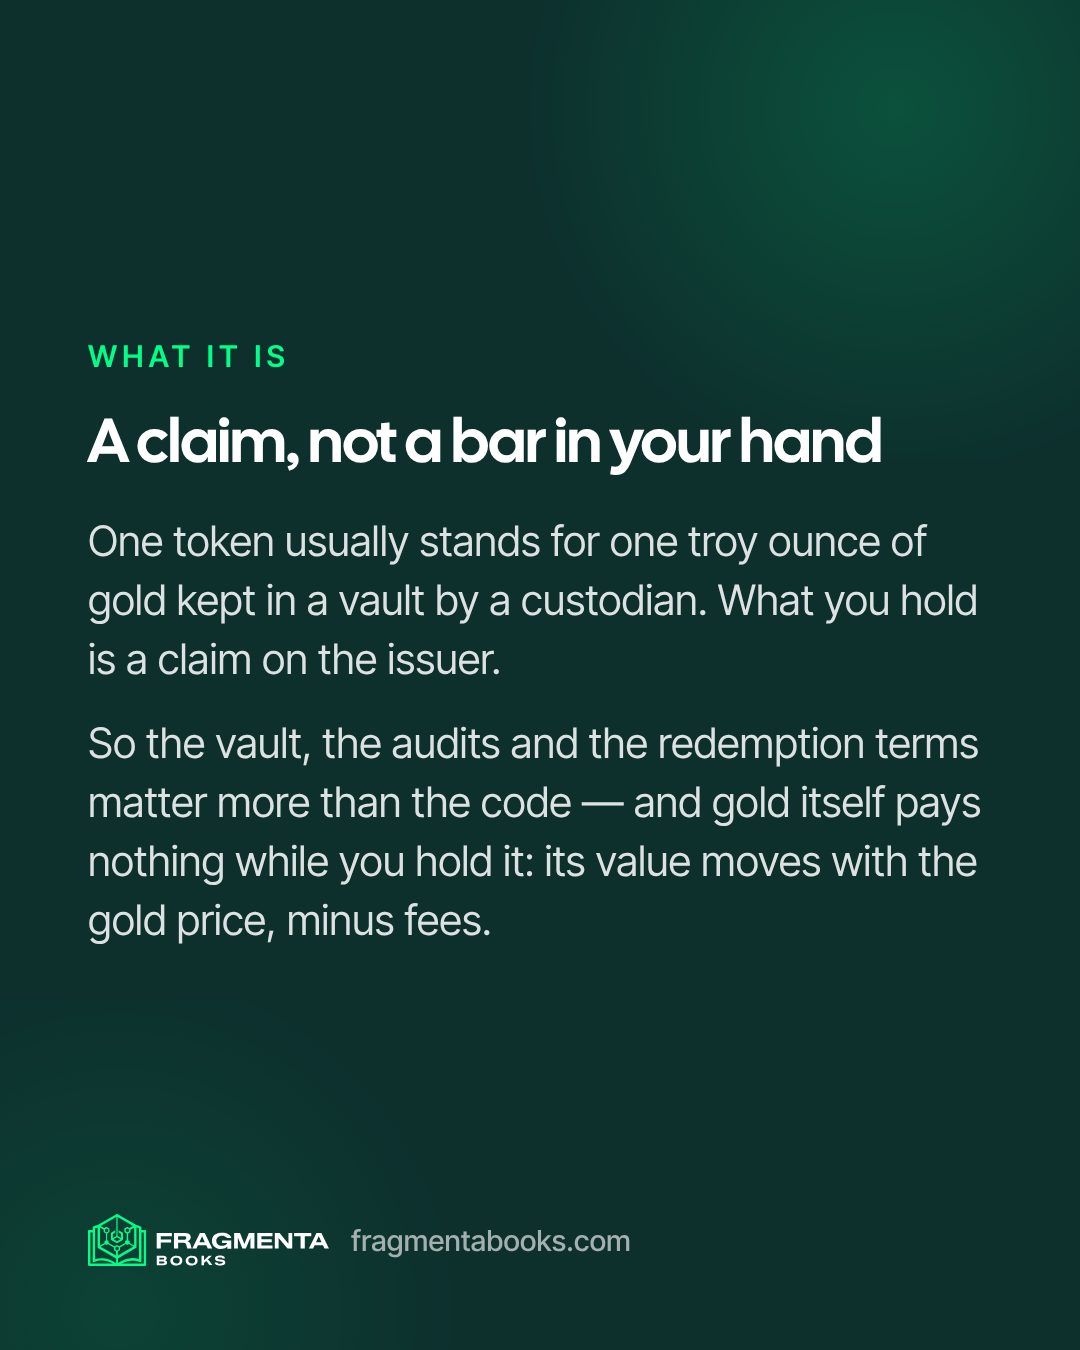 WHAT IT IS
A claim, not a bar in your hand
One token usually stands for one troy ounce of
gold kept in a vault by a custodian. What you hold
is a claim on the issuer.
So the vault, the audits and the redemption terms
matter more than the code — and gold itself pays
nothing while you hold it: its value moves with the
gold price, minus fees.
FRAGMENTA
BOOKS
fragmentabooks.com